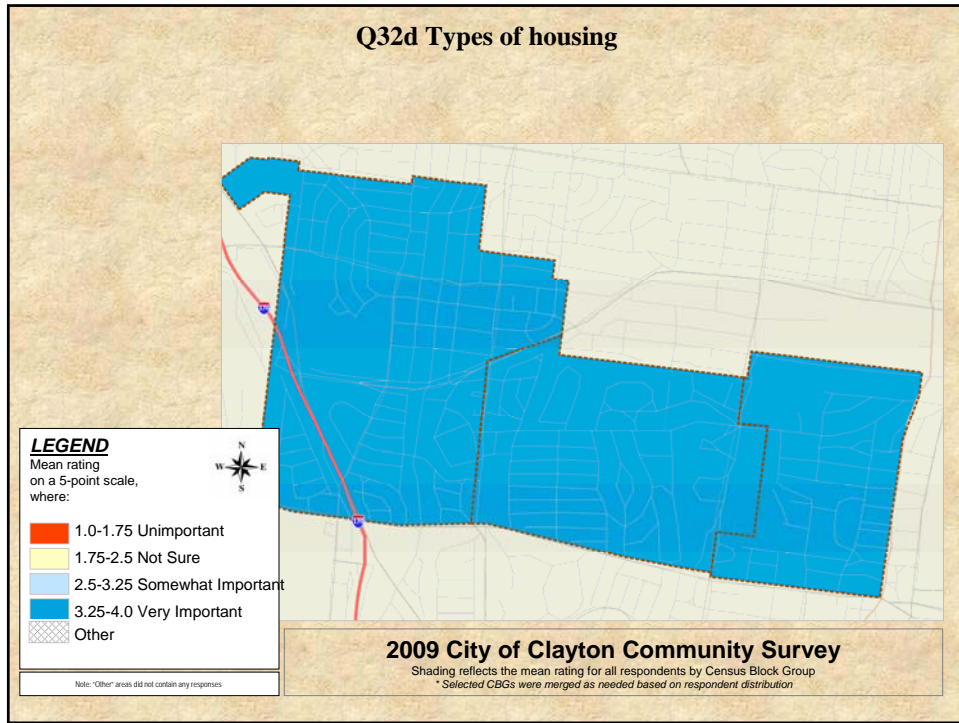 Q32d Types of housing
LEGEND
Mean rating
on a 5-point scale,
where:
N
W E
S
1.0-1.75 Unimportant
1.75-2.5 Not Sure
2.5-3.25 Somewhat Important
3.25-4.0 Very Important
Other
Note: "Other" areas did not contain any responses
2009 City of Clayton Community Survey
Shading reflects the mean rating for all respondents by Census Block Group
* Selected CBGs were merged as needed based on respondent distribution